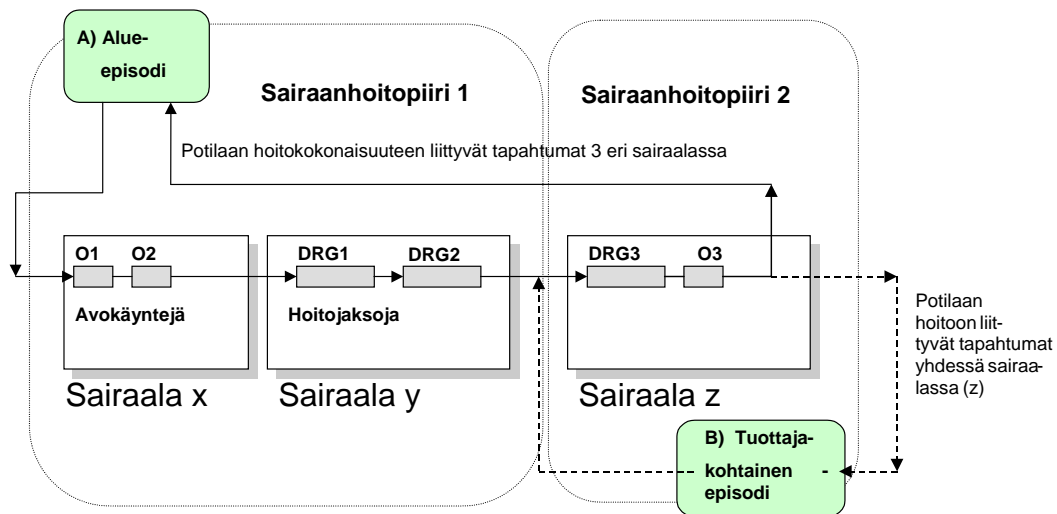 A) Alue-
episodi
Sairaanhoitopiiri 1
Sairaanhoitopiiri 2
Potilaan hoitokokonaisuuteen liittyvät tapahtumat 3 eri sairaalassa
O1 O2
DRG1 DRG2
DRG3 O3
Avokäyntejä
Hoitojaksoja
Potilaan
hoitoon liit-
tyvät tapahtumat
yhdessä sairaa-
lassa (z)
Sairaala x
Sairaala y
Sairaala z
B) Tuottaja-
kohtainen -
episodi